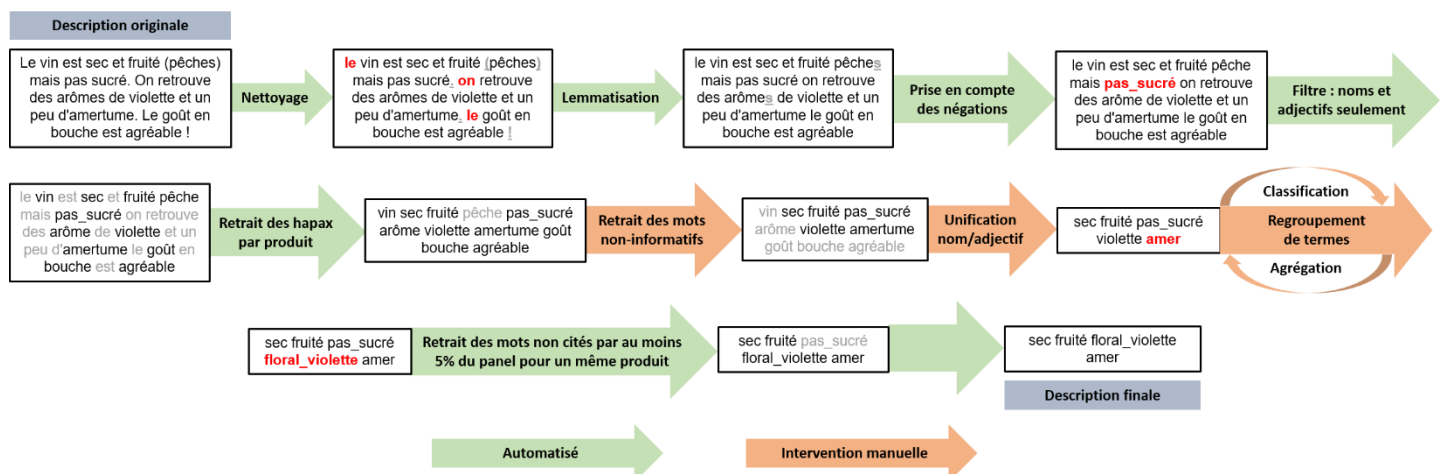 Description originale
Le vin est sec et fruité (pêches)
mais pas sucré. On retrouve
des arômes de violette et un
peu d'amertume. Le goût en
bouche est agréable !
Nettoyage
le vin est sec et fruité (pêches)
mais pas sucré. on retrouve
des arômes de violette et un
peu d'amertume. le goût en
bouche est agréable !
Lemmatisation
le vin est sec et fruité pêches
mais pas sucré on retrouve
des arômes de violette et un
peu d'amertume le goût en
bouche est agréable
Prise en compte
des négations
le vin est sec et fruité pêche
mais pas_sucré on retrouve
des arôme de violette et un
peu d'amertume le goût en
bouche est agréable
Filtre : noms et
adjectifs seulement
le vin est sec et fruité pêche
mais pas_sucré on retrouve
des arôme de violette et un
peu d'amertume le goût en
bouche est agréable
Retrait des hapax
par produit
vin sec fruité pêche pas_sucré
arôme violette amertume goût
bouche agréable
Retrait des mots
non-informatifs
vin sec fruité pas_sucré
arôme violette amertume
goût bouche agréable
Unification
nom/adjectif
sec fruité pas_sucré
violette amer
Classification
Regroupement
de termes
Agrégation
sec fruité pas_sucré
floral_violette amer
Retrait des mots non cités par au moins
5% du panel pour un même produit
sec fruité pas_sucré
floral_violette amer
sec fruité floral_violette
amer
Description finale
Automatisé
Intervention manuelle